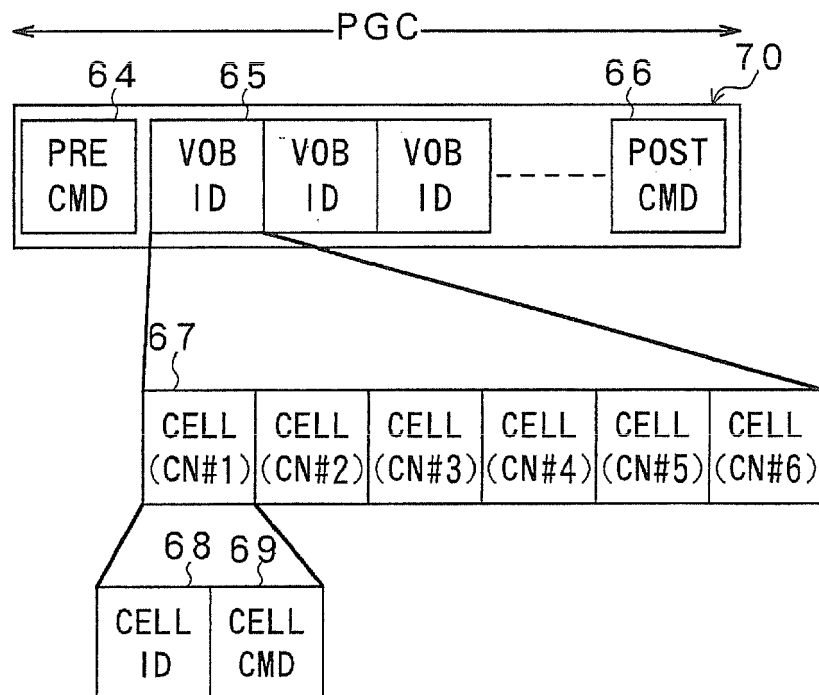 PGC
64
65
66
70
PRE
CMD
VOB
ID
VOB
ID
VOB
ID
POST
CMD
67
CELL
(CN#1)
CELL
(CN#2)
CELL
(CN#3)
CELL
(CN#4)
CELL
(CN#5)
CELL
(CN#6)
68
69
CELL
ID
CELL
CMD